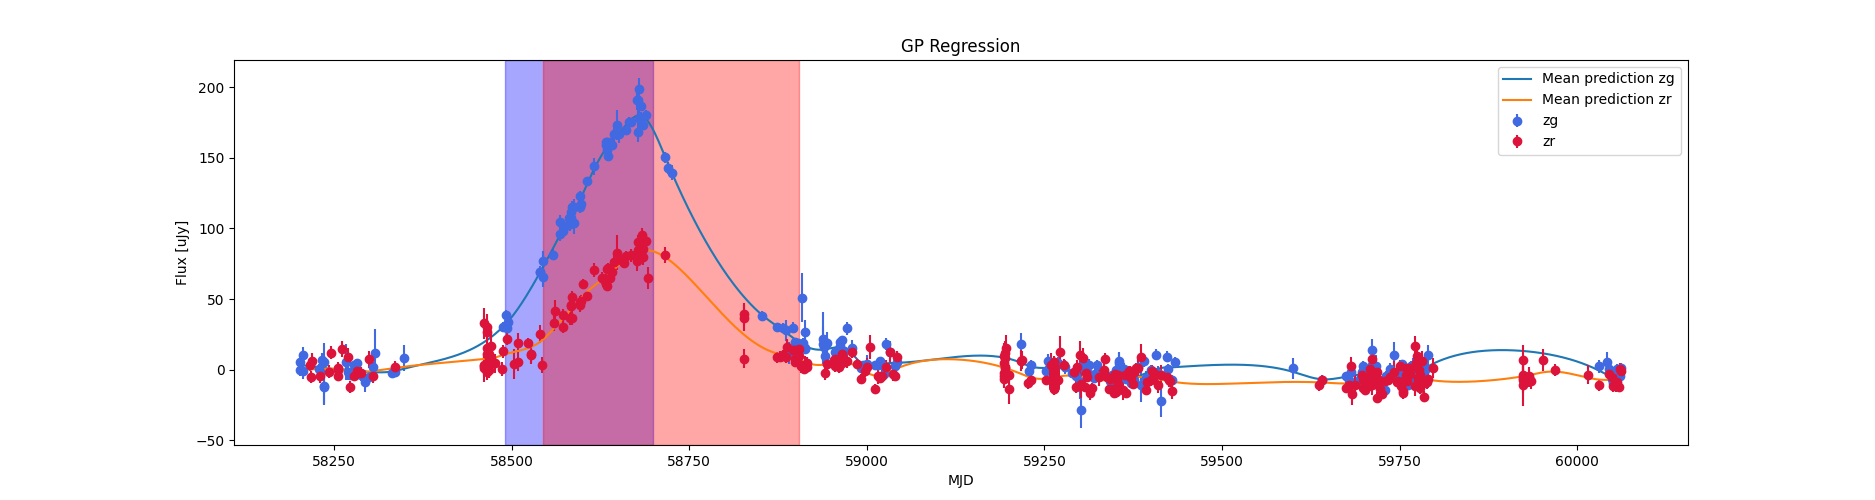 GP Regression
Flux [uJy]
200
150
100
50
0
−50
58250
58500
58750
59000
59250
59500
59750
60000
MJD
Mean prediction zg
Mean prediction zr
zg
zr